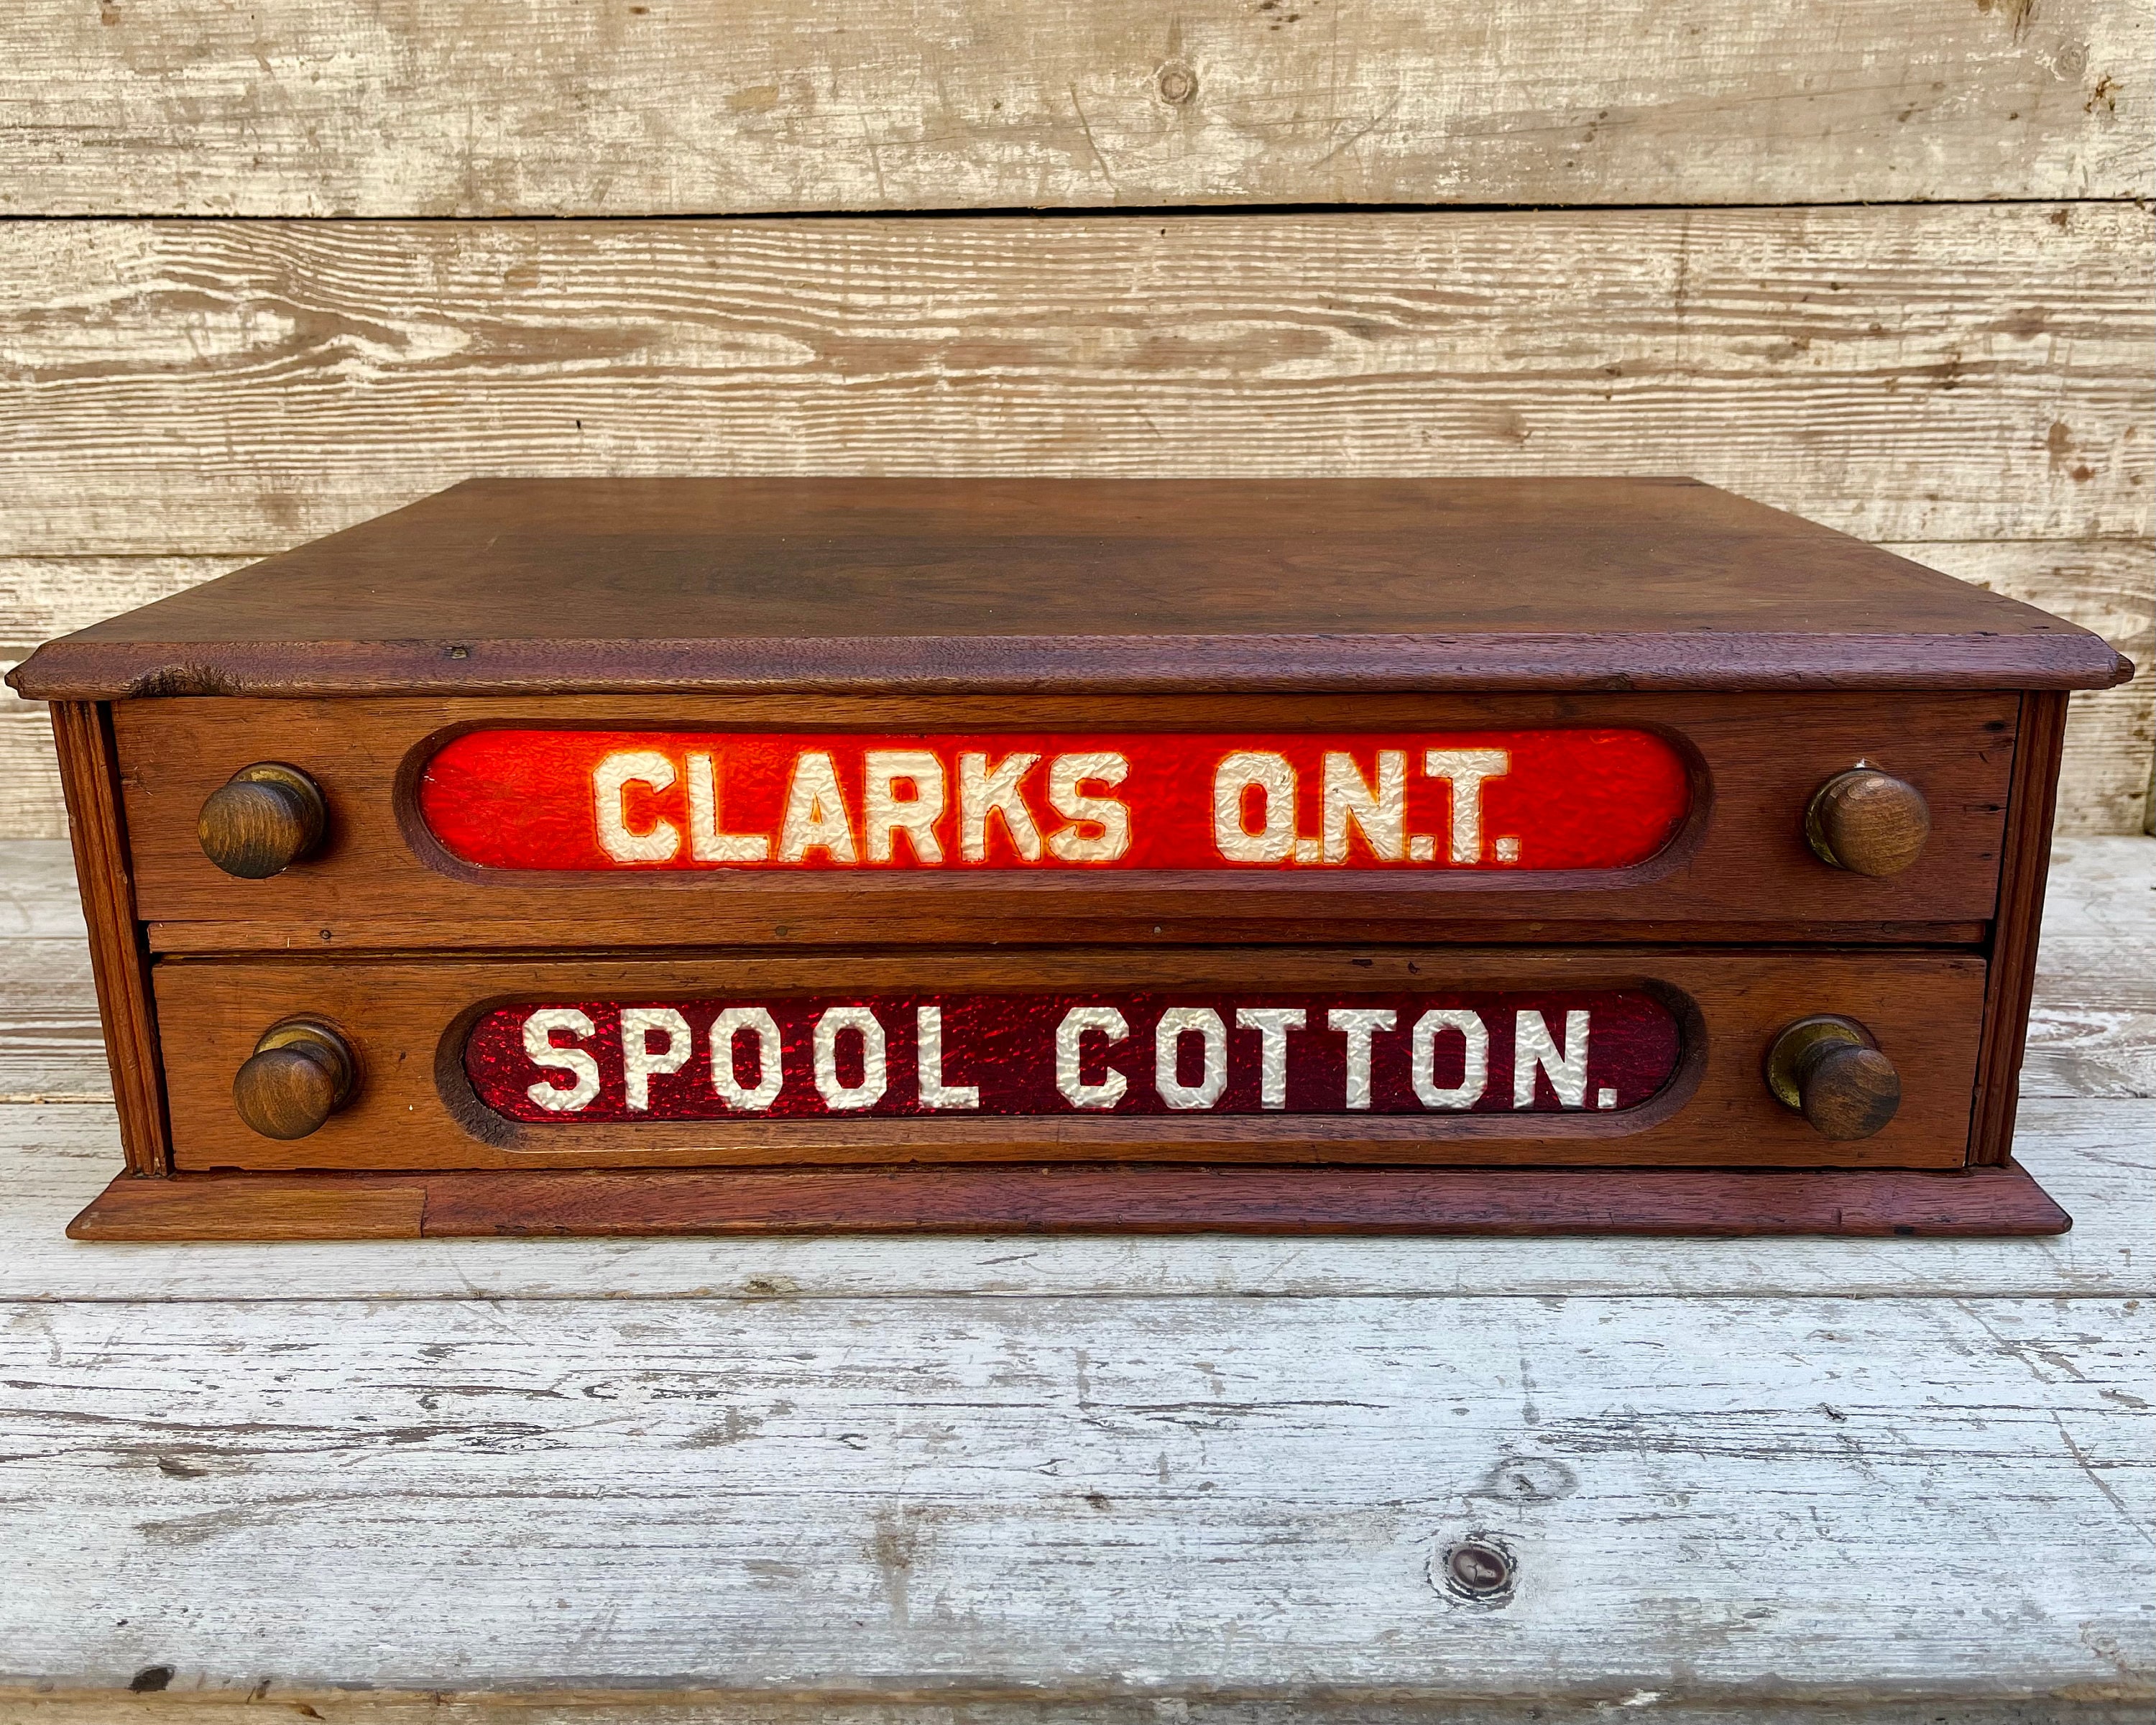 CLARKS O.N.T.
SPOOL COTTON.